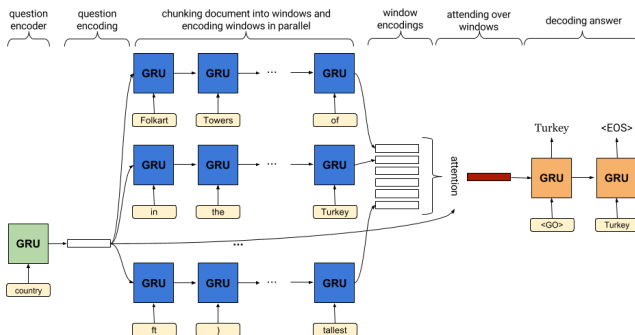 question
encoder
question
encoding
chunking document into windows and
encoding windows in parallel
window
encodings
attending over
windows
decoding answer
GRU
GRU
...
GRU
Folkart
Towers
of
GRU
GRU
...
GRU
in
the
Turkey
...
GRU
country
GRU
GRU
...
GRU
ft
)
tallest
attention
Turkey
<EOS>
GRU
GRU
<GO>
Turkey